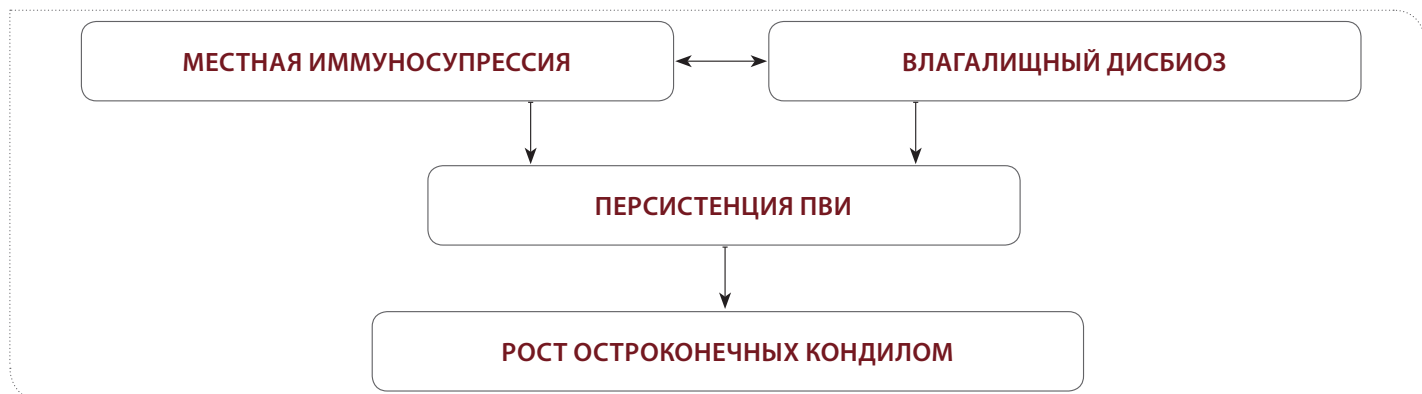 МЕСТНАЯ ИММУНОСУПРЕССИЯ
ВЛАГАЛИЩНЫЙ ДИСБИОЗ
ПЕРСИСТЕНЦИЯ ПВИ
РОСТ ОСТРОКОНЕЧНЫХ КОНДИЛОМ